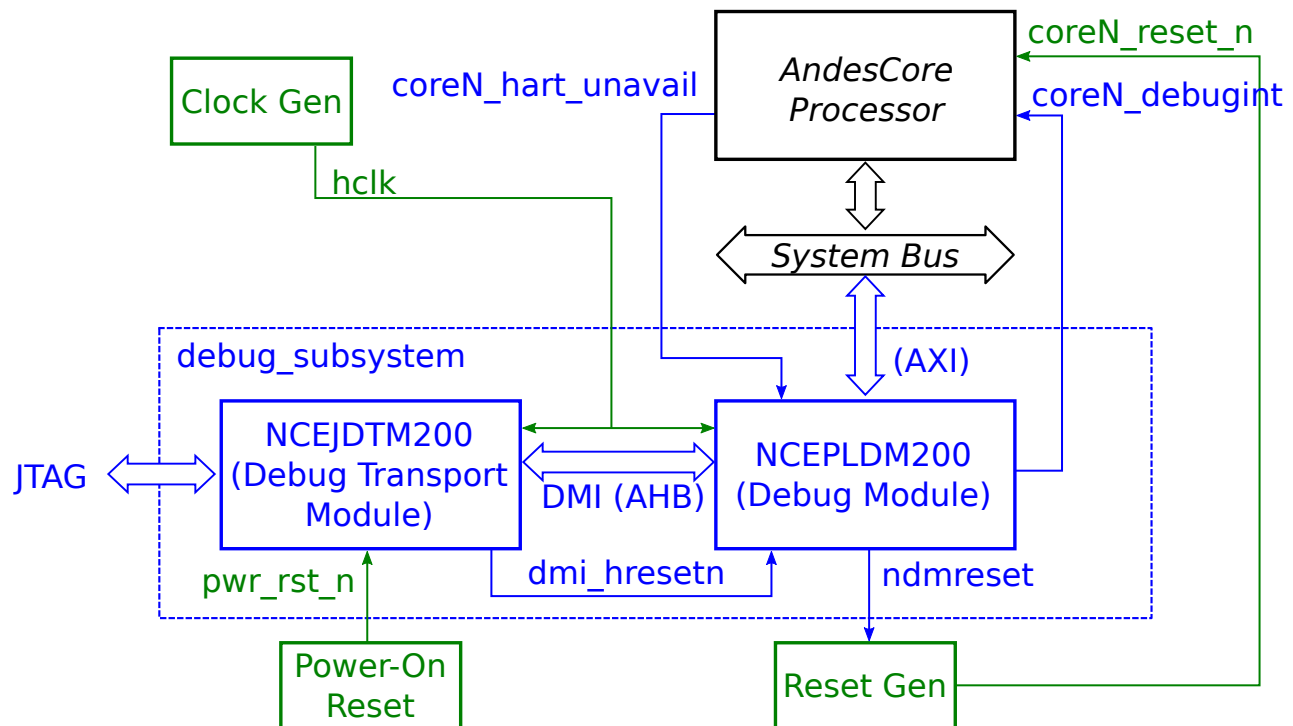 coreN_reset_n
AndesCore
Processor
coreN_hart_unavail
coreN_debugint
Clock Gen
hclk
System Bus
debug_subsystem
(AXI)
NCEJDTM200
(Debug Transport
Module)
NCEPLDM200
(Debug Module)
JTAG
DMI (AHB)
pwr_rst_n
dmi_hresetn
ndmreset
Power-On
Reset
Reset Gen